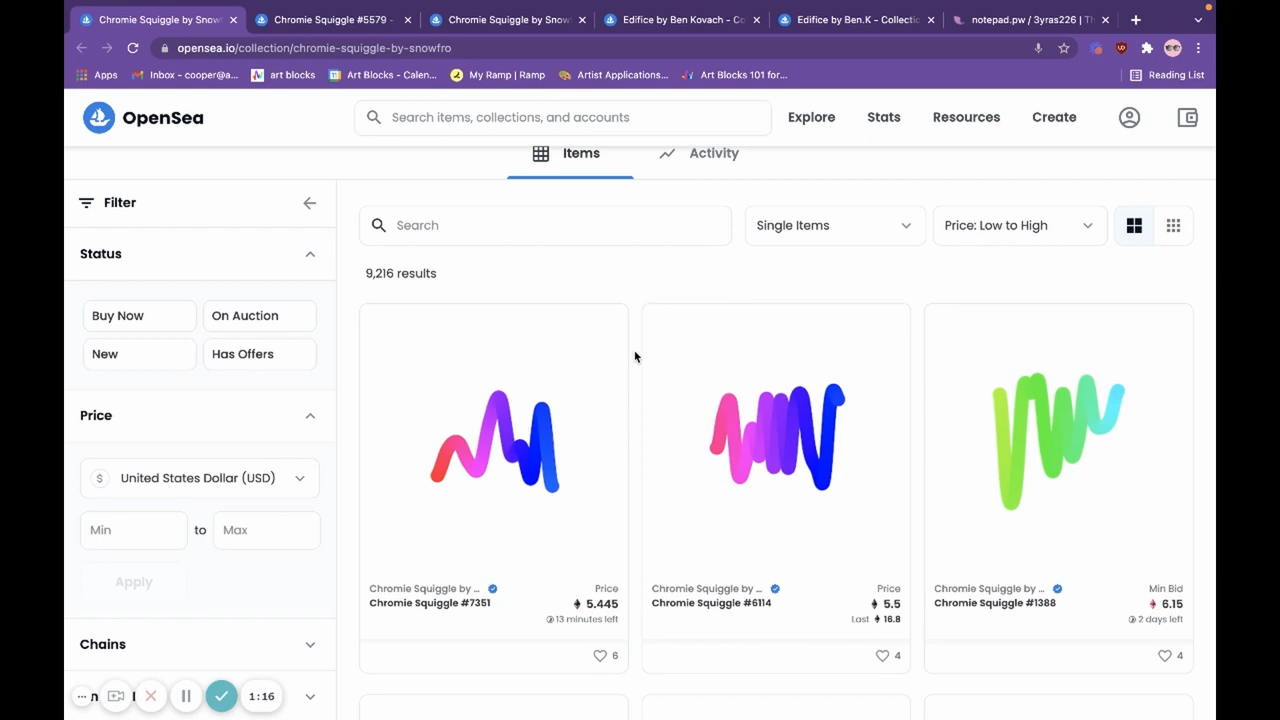 Chromie Squiggle by Snowf
Chromie Squiggle #5579 -
Chromie Squiggle by Snow
Edifice by Ben Kovach - Co
Edifice by Ben.K - Collectio
notepad.pw / 3yras226 | Th
opensea.io/collection/chromie-squiggle-by-snowfro
Apps
Inbox - cooper@a...
art blocks
Art Blocks - Calen...
My Ramp | Ramp
Artist Applications...
Art Blocks 101 for...
Reading List
OpenSea
Search items, collections, and accounts
Explore
Stats
Resources
Create
Items
Activity
Filter
Search
Single Items
Price: Low to High
Status
9,216 results
Buy Now
On Auction
New
Has Offers
Price
$ United States Dollar (USD)
Min to Max
Apply
Chains
Chromie Squiggle by ... Price
Chromie Squiggle #7351 5.445
13 minutes left
6
Chromie Squiggle by ... Price
Chromie Squiggle #6114 5.5
Last 16.8
4
Chromie Squiggle by ... Min Bid
Chromie Squiggle #1388 6.15
2 days left
4
1:16